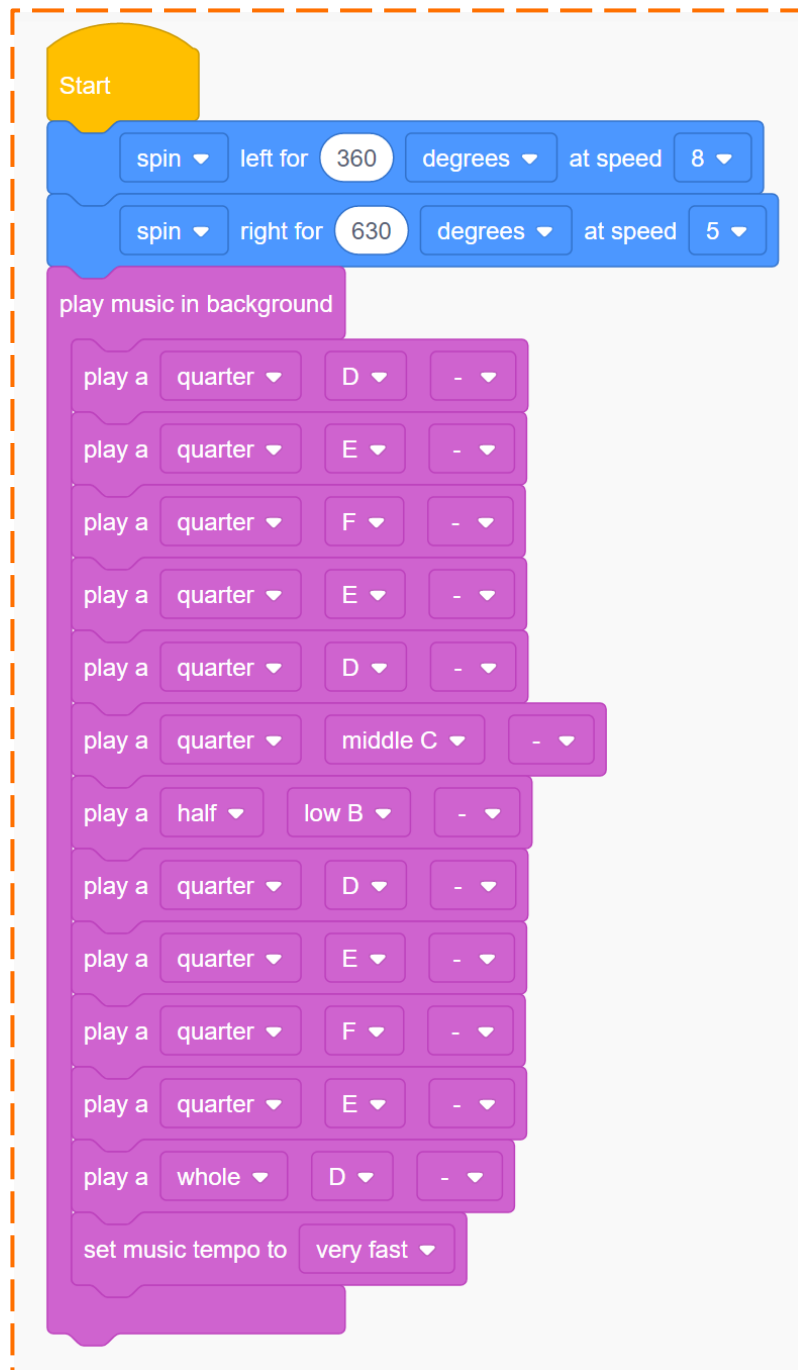 Start
spin left for 360 degrees at speed 8
spin right for 630 degrees at speed 5
play music in background
play a quarter D -
play a quarter E -
play a quarter F -
play a quarter E -
play a quarter D -
play a quarter middle C -
play a half low B -
play a quarter D -
play a quarter E -
play a quarter F -
play a quarter E -
play a whole D -
set music tempo to very fast